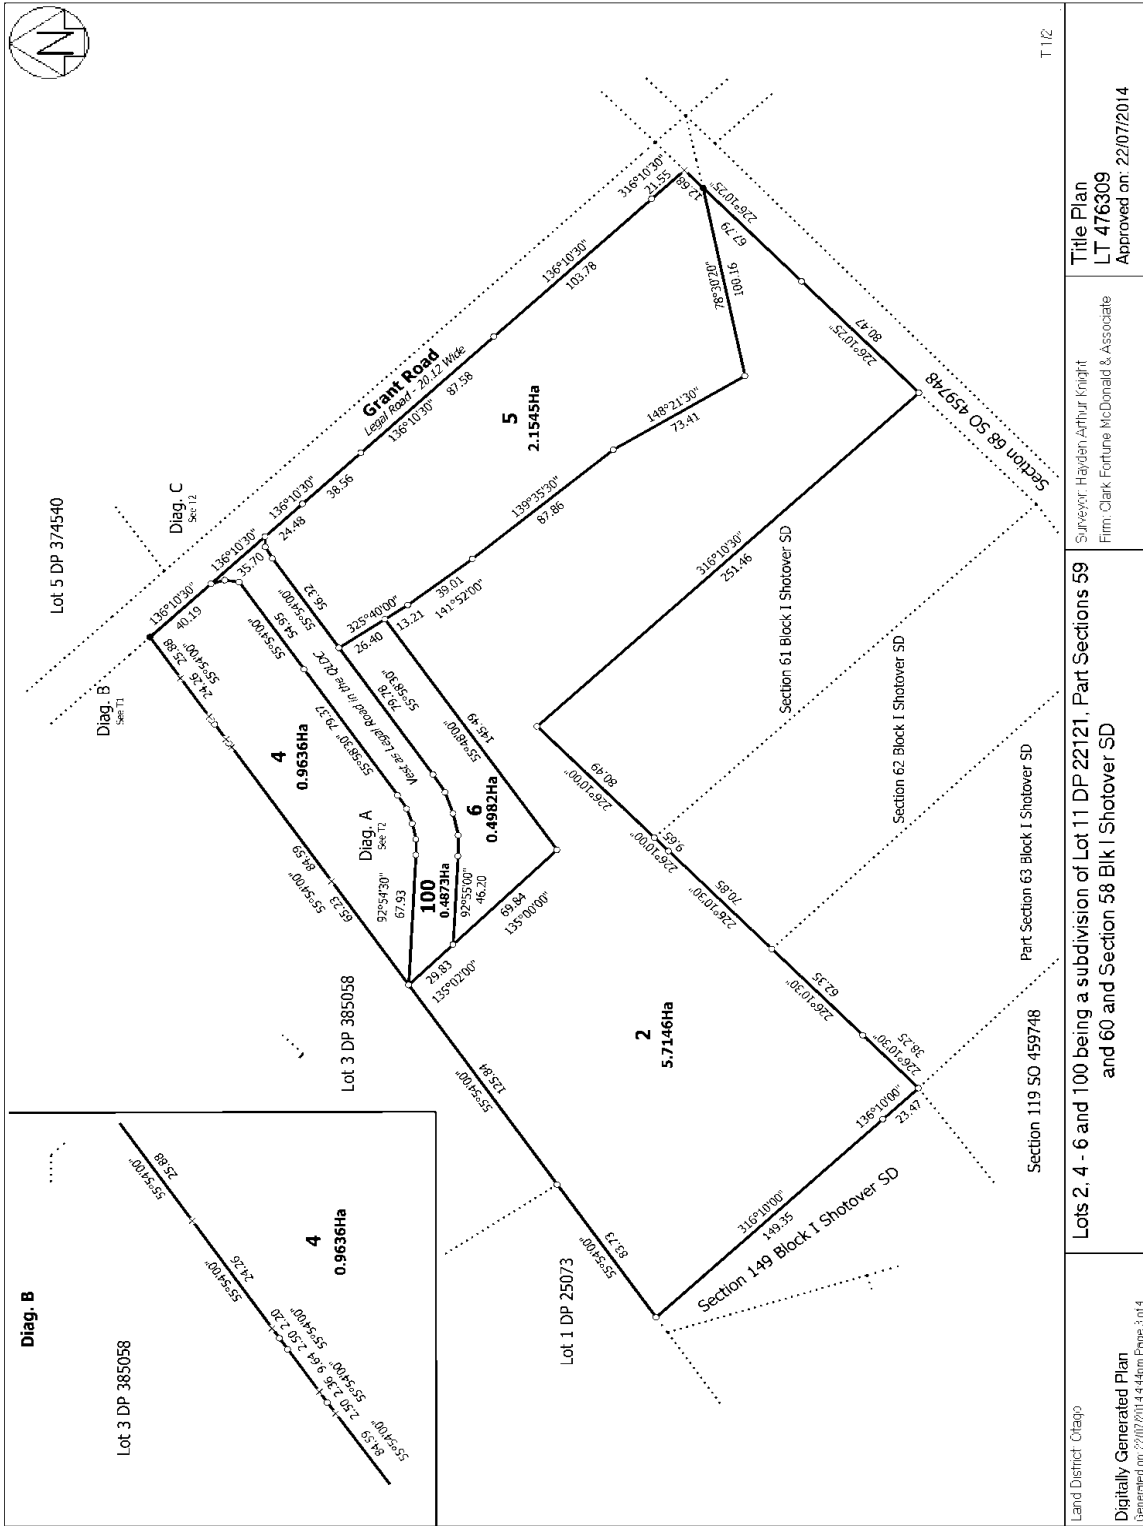 Diag. B
Lot 3 DP 385058
55°54'00"
25.88
55°54'00"
24.26
2.50 2.36 9.64 2.50 2.20
55°54'00"
55°54'00"
84.59
55°54'00"
4
0.9636Ha
N
Lot 5 DP 374540
Diag. C
See T2
Diag. B
See T1
136°10'30"
40.19
25.88
55°54'00"
24.26
136°10'30"
35.70
136°10'30"
24.48
38.56
Grant Road
Legal Road - 20.12 Wide
136°10'30"
87.58
136°10'30"
103.78
316°10'30"
21.55
12.68
226°10'25"
67.79
78°30'20"
100.16
226°10'25"
80.47
Section 68 SO 459748
4
0.9636Ha
84.59
55°54'00"
65.23
55°54'00"
54.95
55°54'00"
56.32
55°58'30" 79.37
Vest as Legal Road in the QLDC
79.78
55°58'30"
325°40'00"
26.40
13.21
39.01
141°52'00"
139°35'30"
87.86
148°21'30"
73.41
5
2.1545Ha
Diag. A
See T2
92°54'30"
67.93
100
0.4873Ha
92°55'00"
46.20
6
0.4982Ha
55°48'00"
145.49
69.84
135°00'00"
29.83
135°02'00"
Lot 3 DP 385058
55°54'00"
125.84
55°54'00"
83.73
Lot 1 DP 25073
2
5.7146Ha
316°10'30"
251.46
226°10'00"
80.49
226°10'00"
9.65
226°10'30"
70.85
226°10'30"
62.35
226°10'30"
38.25
136°10'00"
23.47
316°10'00"
149.35
Section 149 Block I Shotover SD
Section 61 Block I Shotover SD
Section 62 Block I Shotover SD
Part Section 63 Block I Shotover SD
Section 119 SO 459748
T 1/2
Land District: Otago
Digitally Generated Plan
Generated on: 22/07/2014 4:44pm Page 3 of 4
Lots 2, 4 - 6 and 100 being a subdivision of Lot 11 DP 22121, Part Sections 59
and 60 and Section 58 Blk I Shotover SD
Surveyor: Hayden Arthur Knight
Firm: Clark Fortune McDonald & Associate
Title Plan
LT 476309
Approved on: 22/07/2014